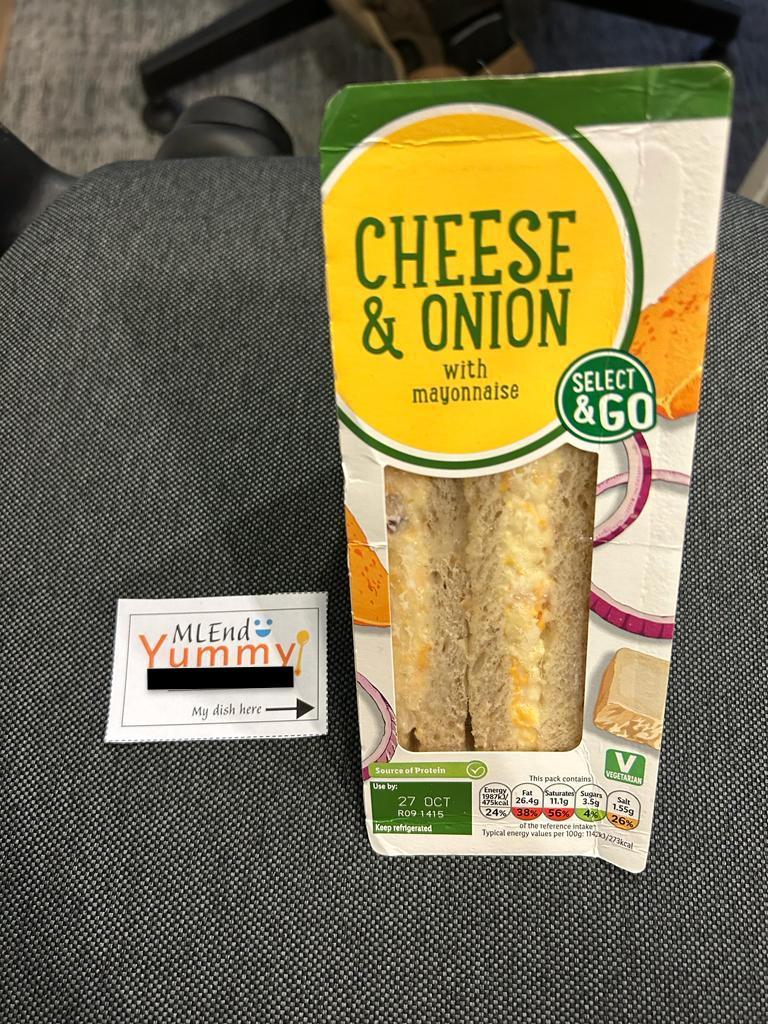 CHEESE
& ONION
with
mayonnaise
SELECT
&GO
MLEnd
Yummy
My dish here
Source of Protein
Use by:
27 OCT
R09 1415
Keep refrigerated
V
VEGETARIAN
This pack contains
Energy
1987kJ/
475kcal
24%
Fat
26.4g
38%
Saturates
11.1g
56%
Sugars
3.5g
4%
Salt
1.55g
26%
of the reference intake
Typical energy values per 100g: 1142kJ/273kcal